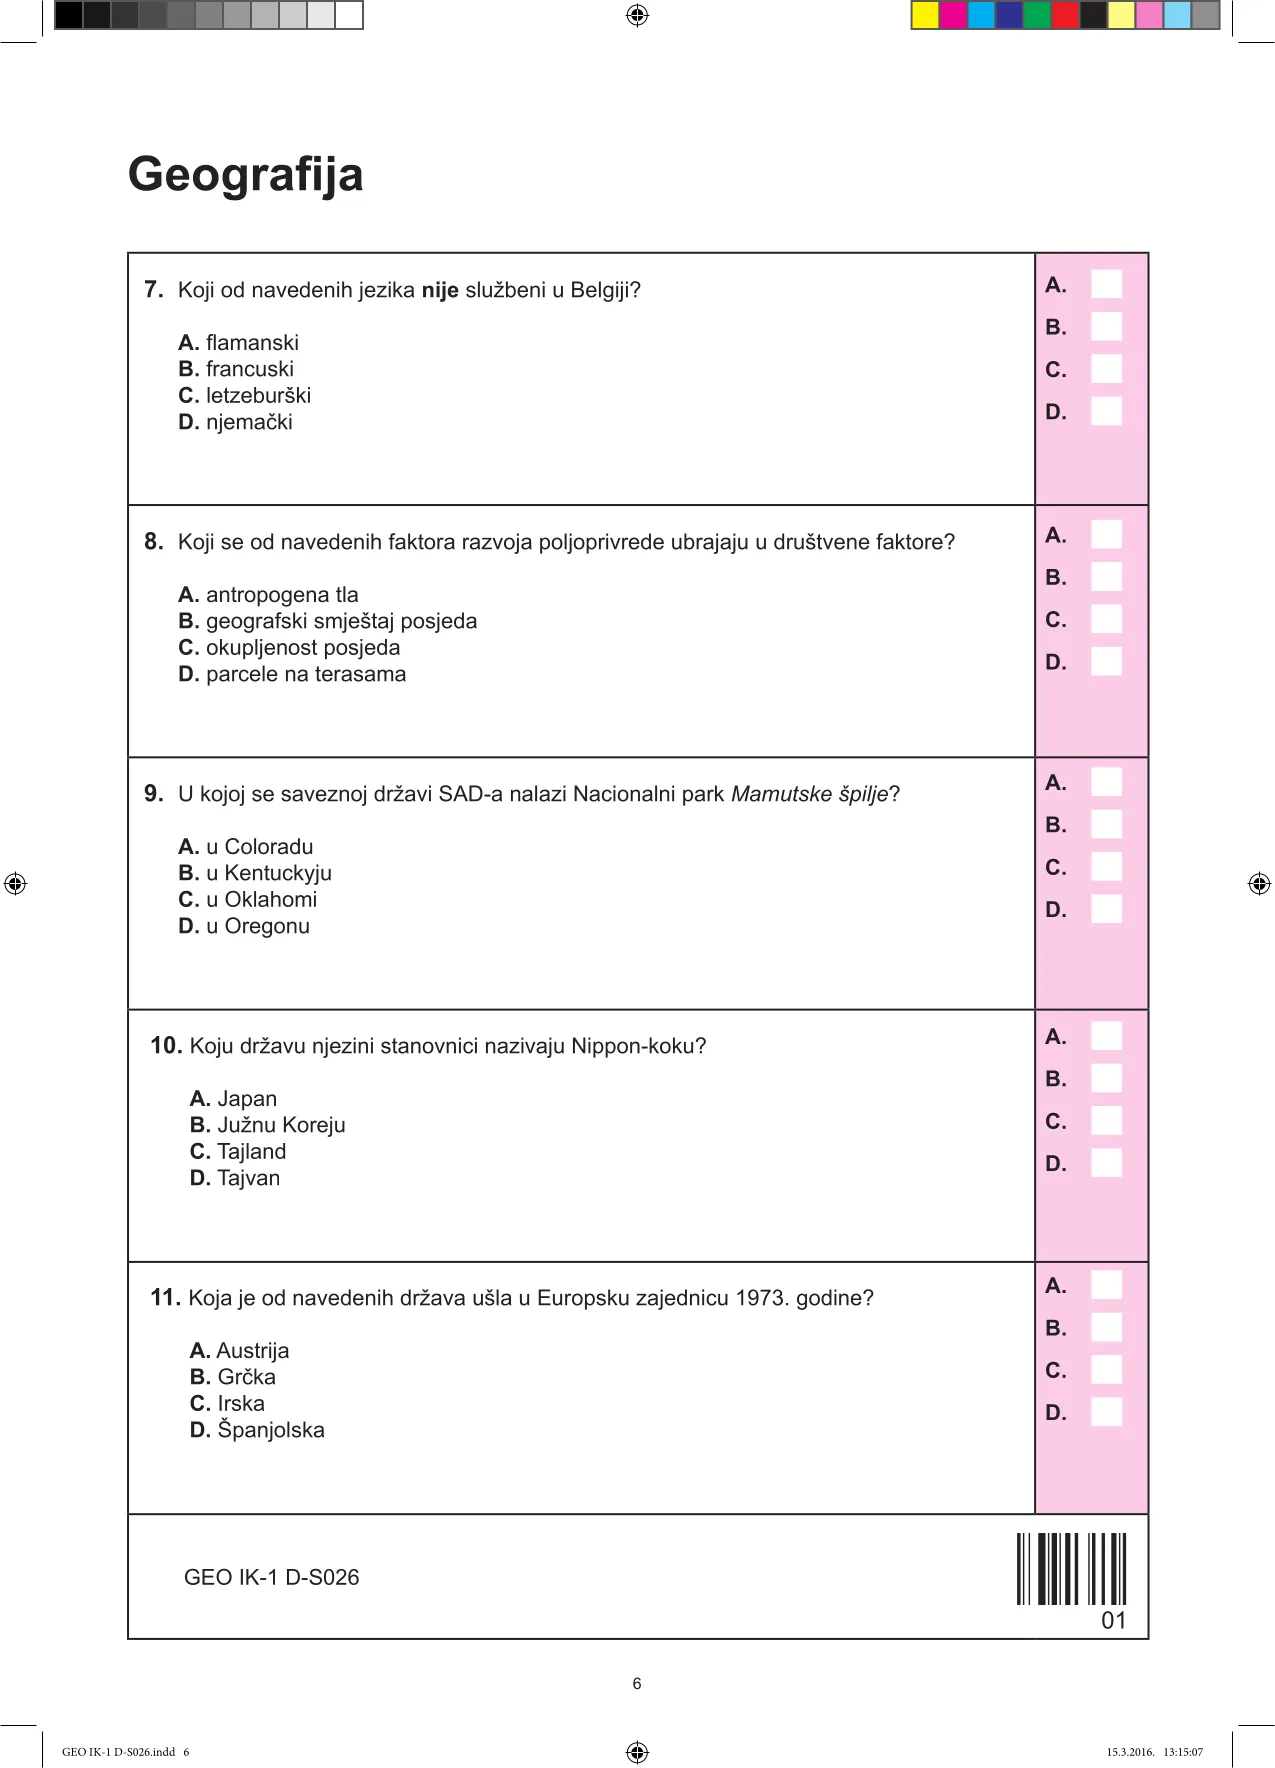 Geografija
7. Koji od navedenih jezika nije službeni u Belgiji?
A. flamanski
B. francuski
C. letzeburški
D. njemački
A.
B.
C.
D.
8. Koji se od navedenih faktora razvoja poljoprivrede ubrajaju u društvene faktore?
A. antropogena tla
B. geografski smještaj posjeda
C. okupljenost posjeda
D. parcele na terasama
A.
B.
C.
D.
9. U kojoj se saveznoj državi SAD-a nalazi Nacionalni park Mamutske špilje?
A. u Coloradu
B. u Kentuckyju
C. u Oklahomi
D. u Oregonu
A.
B.
C.
D.
10. Koju državu njezini stanovnici nazivaju Nippon-koku?
A. Japan
B. Južnu Koreju
C. Tajland
D. Tajvan
A.
B.
C.
D.
11. Koja je od navedenih država ušla u Europsku zajednicu 1973. godine?
A. Austrija
B. Grčka
C. Irska
D. Španjolska
A.
B.
C.
D.
GEO IK-1 D-S026
01
6
GEO IK-1 D-S026.indd 6
15.3.2016. 13:15:07